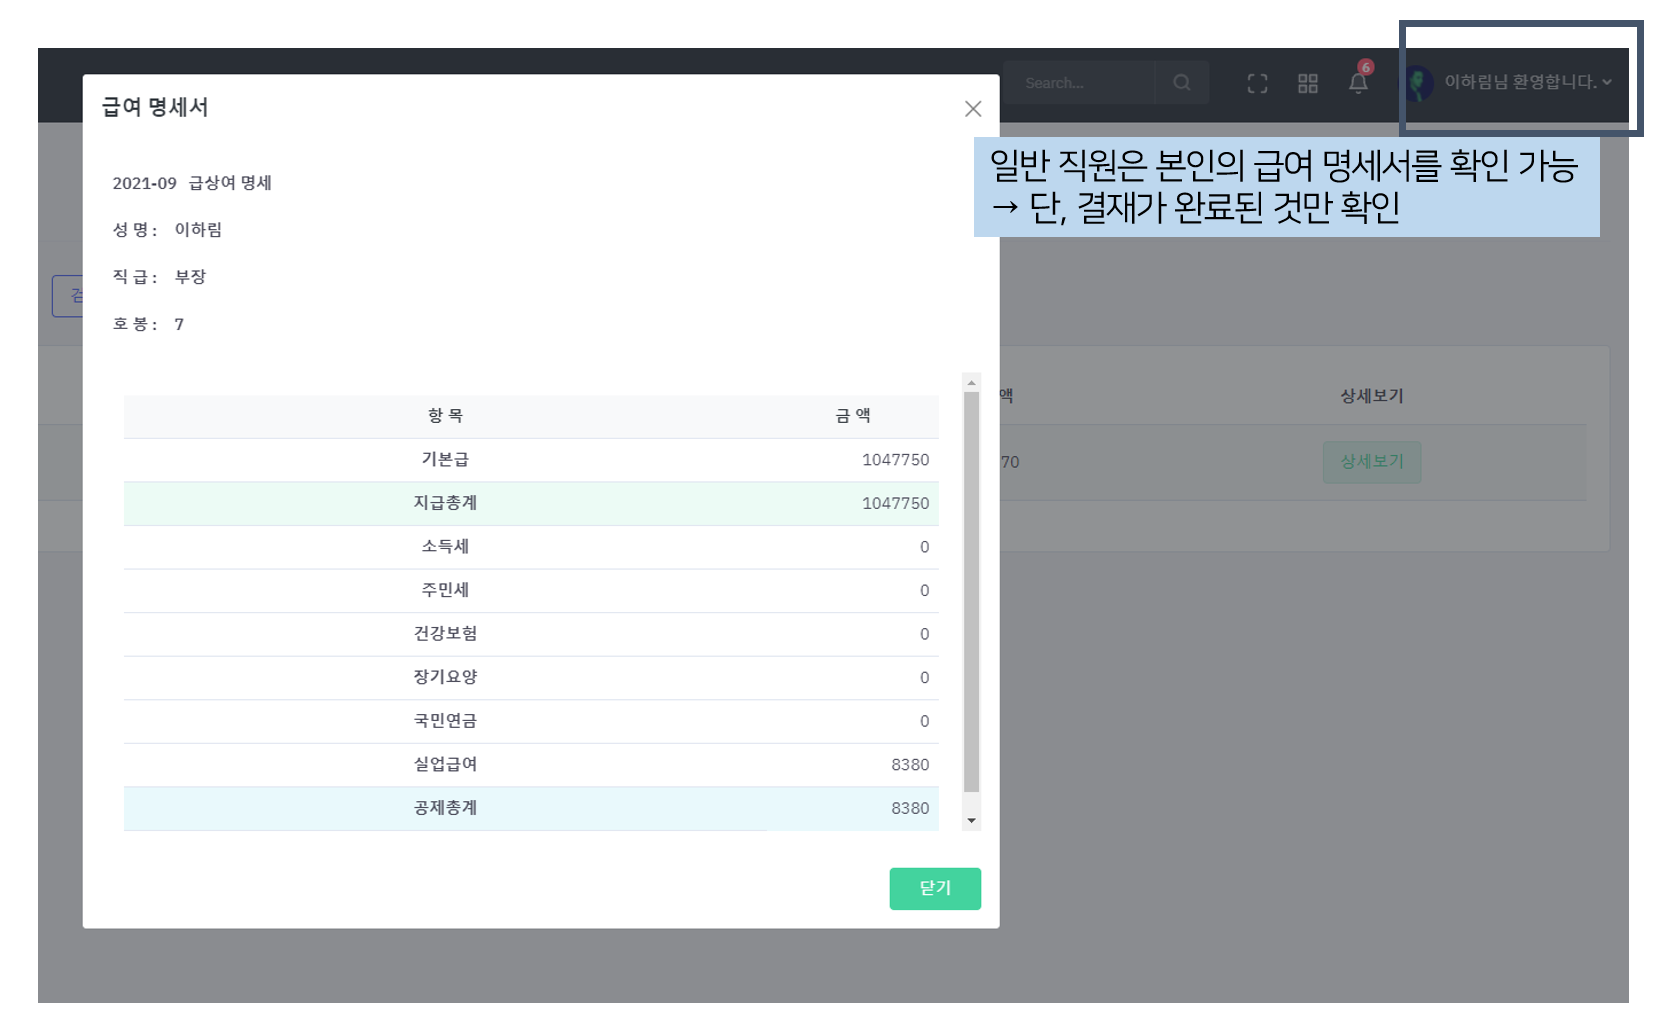 Search...
6
이하림님 환영합니다.
급여 명세서
일반 직원은 본인의 급여 명세서를 확인 가능
→ 단, 결재가 완료된 것만 확인
2021-09 급상여 명세
성 명 : 이하림
직 급 : 부장
호 봉 : 7
항 목 금 액
기본급 1047750
지급총계 1047750
소득세 0
주민세 0
건강보험 0
장기요양 0
국민연금 0
실업급여 8380
공제총계 8380
닫기
액 상세보기
70 상세보기